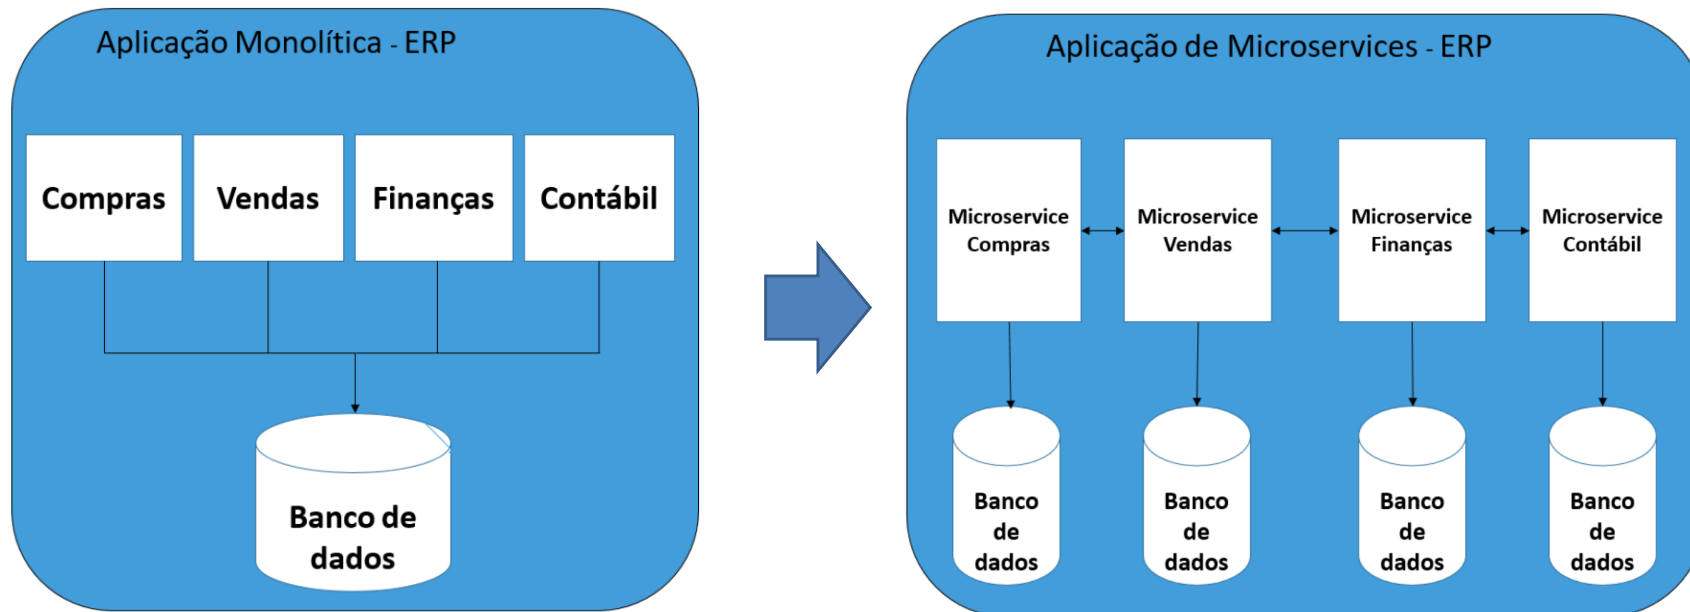 Aplicação Monolítica - ERP
Compras
Vendas
Finanças
Contábil
Banco de
dados
Aplicação de Microservices - ERP
Microservice
Compras
Microservice
Vendas
Microservice
Finanças
Microservice
Contábil
Banco
de
dados
Banco
de
dados
Banco
de
dados
Banco
de
dados